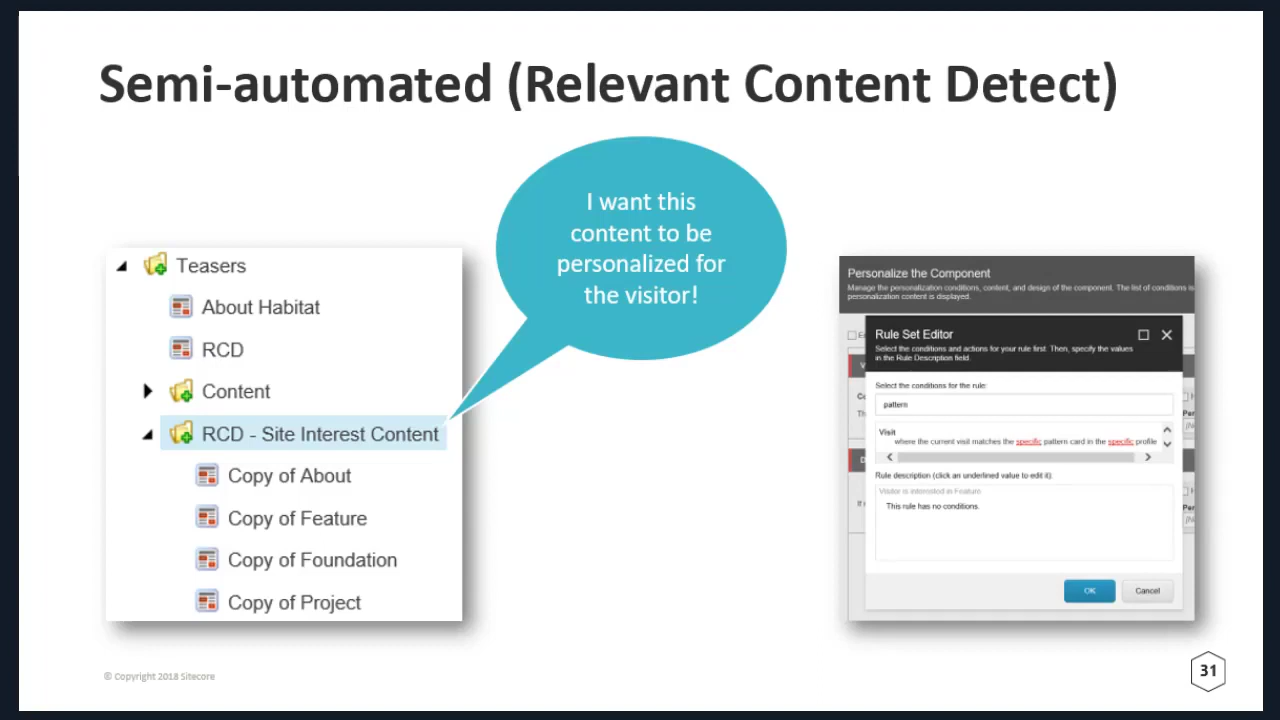 Semi-automated (Relevant Content Detect)
I want this
content to be
personalized for
the visitor!
Teasers
About Habitat
RCD
Content
RCD - Site Interest Content
Copy of About
Copy of Feature
Copy of Foundation
Copy of Project
Personalize the Component
Manage the personalization conditions, content, and design of the component. The list of conditions is
personalization content is displayed.
Rule Set Editor
Select the conditions and actions for your rule first. Then, specify the values
in the Rule Description field.
Select the conditions for the rule:
pattern
Visit
where the current visit matches the specific pattern card in the specific profile
Rule description (click an underlined value to edit it):
Visitor is interested in Feature
This rule has no conditions.
OK
Cancel
© Copyright 2018 Sitecore
31